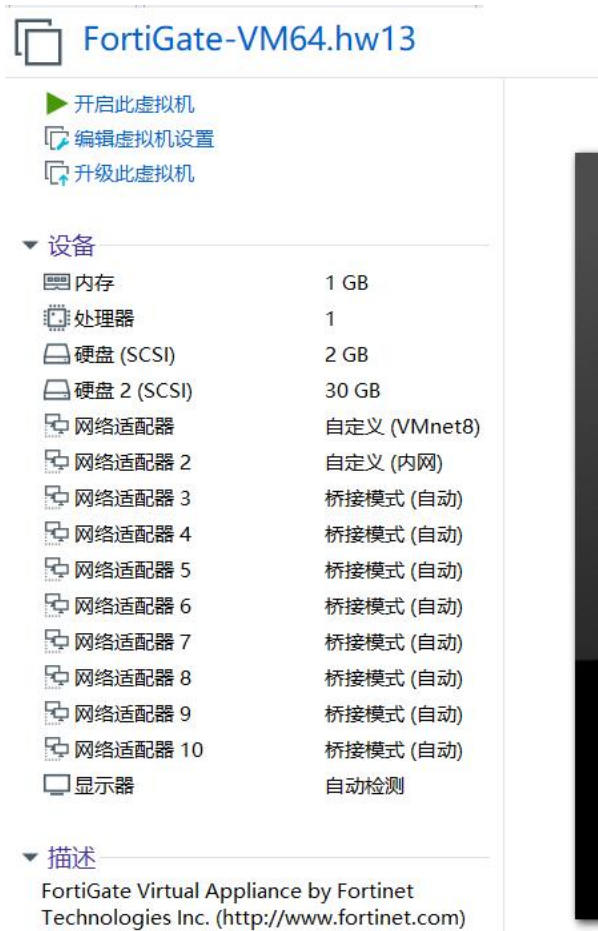 FortiGate-VM64.hw13
开启此虚拟机
编辑虚拟机设置
升级此虚拟机
设备
内存 1 GB
处理器 1
硬盘 (SCSI) 2 GB
硬盘 2 (SCSI) 30 GB
网络适配器 自定义 (VMnet8)
网络适配器 2 自定义 (内网)
网络适配器 3 桥接模式 (自动)
网络适配器 4 桥接模式 (自动)
网络适配器 5 桥接模式 (自动)
网络适配器 6 桥接模式 (自动)
网络适配器 7 桥接模式 (自动)
网络适配器 8 桥接模式 (自动)
网络适配器 9 桥接模式 (自动)
网络适配器 10 桥接模式 (自动)
显示器 自动检测
描述
FortiGate Virtual Appliance by Fortinet
Technologies Inc. (http://www.fortinet.com)